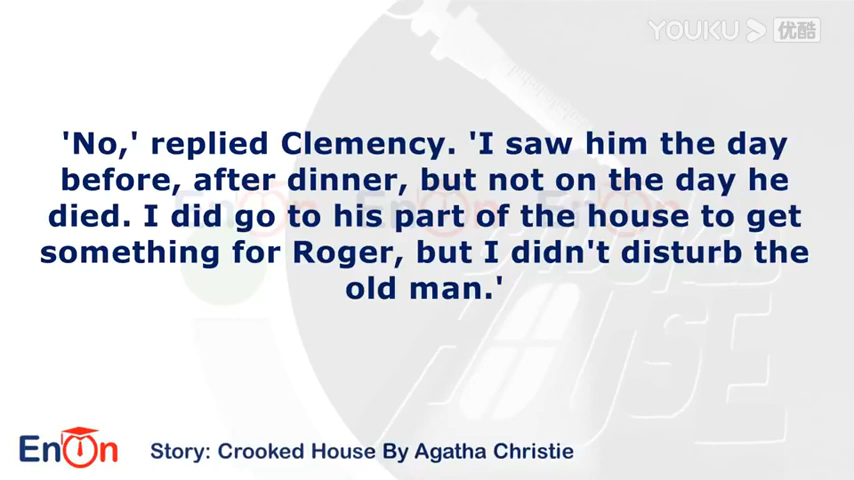 YOUKU 优酷
'No,' replied Clemency. 'I saw him the day
before, after dinner, but not on the day he
died. I did go to his part of the house to get
something for Roger, but I didn't disturb the
old man.'
EnOn
Story: Crooked House By Agatha Christie